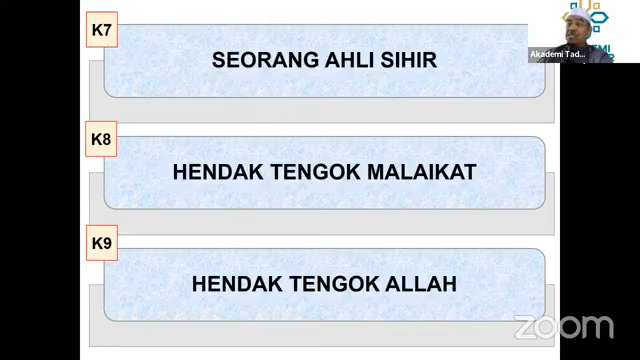 K7
SEORANG AHLI SIHIR
Akademi Tad...
K8
HENDAK TENGOK MALAIKAT
K9
HENDAK TENGOK ALLAH
zoom